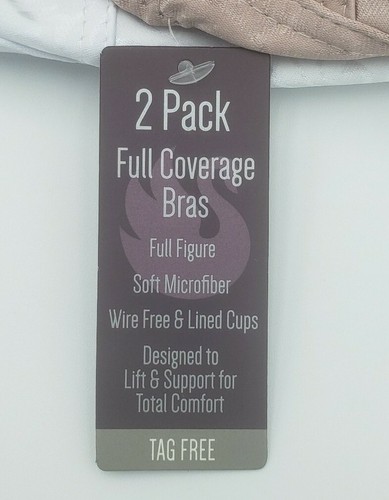 2 Pack
Full Coverage
Bras
Full Figure
Soft Microfiber
Wire Free & Lined Cups
Designed to
Lift & Support for
Total Comfort
TAG FREE